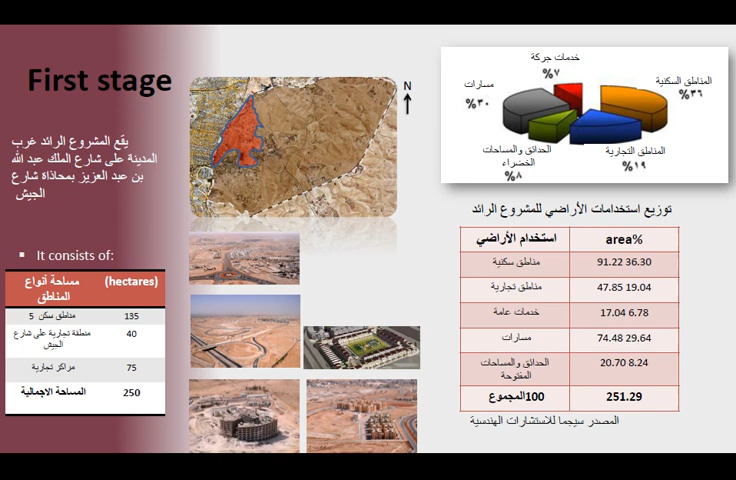 First stage
يقع المشروع الرائد غرب
المدينة على شارع الملك عبد الله
بن عبد العزيز بمحاذاة شارع
الجيش
It consists of:
مساحة أنواع المناطق (hectares)
مناطق سكن 5 135
منطقة تجارية على شارع الجيش 40
مراكز تجارية 75
المساحة الاجمالية 250
N
خدمات حركة
%٧
مسارات
%٣٠
المناطق السكنية
%٣٦
الحدائق والمساحات
الخضراء
%٨
المناطق التجارية
%١٩
توزيع استخدامات الأراضي للمشروع الرائد
استخدام الأراضي area%
مناطق سكنية 91.22 36.30
مناطق تجارية 47.85 19.04
خدمات عامة 17.04 6.78
مسارات 74.48 29.64
الحدائق والمساحات المفتوحة 20.70 8.24
100المجموع 251.29
المصدر سيجما للاستشارات الهندسية